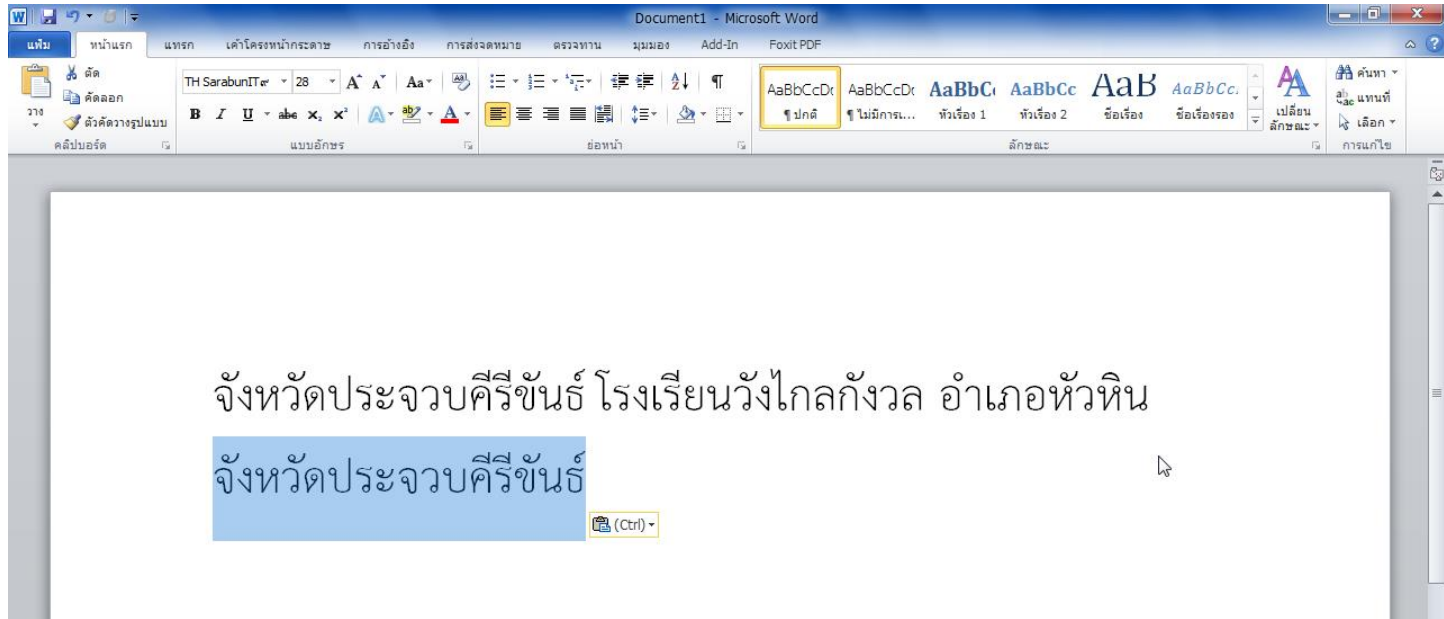 Document1 - Microsoft Word
แฟ้ม หน้าแรก แทรก เค้าโครงหน้ากระดาษ การอ้างอิง การส่งจดหมาย ตรวจทาน มุมมอง Add-In Foxit PDF
วาง
ตัด
คัดลอก
ตัวคัดวางรูปแบบ
คลิปบอร์ด
TH SarabunIT๙ 28 A A Aa
B I U abc x₂ x² A ab A
แบบอักษร
ย่อหน้า
AaBbCcDc AaBbCcDc AaBbC AaBbCc AaB AaBbCc.
¶ ปกติ ¶ ไม่มีการเ... หัวเรื่อง 1 หัวเรื่อง 2 ชื่อเรื่อง ชื่อเรื่องรอง
เปลี่ยน
ลักษณะ
ลักษณะ
ค้นหา
แทนที่
เลือก
การแก้ไข
จังหวัดประจวบคีรีขันธ์ โรงเรียนวังไกลกังวล อำเภอหัวหิน
จังหวัดประจวบคีรีขันธ์
(Ctrl)